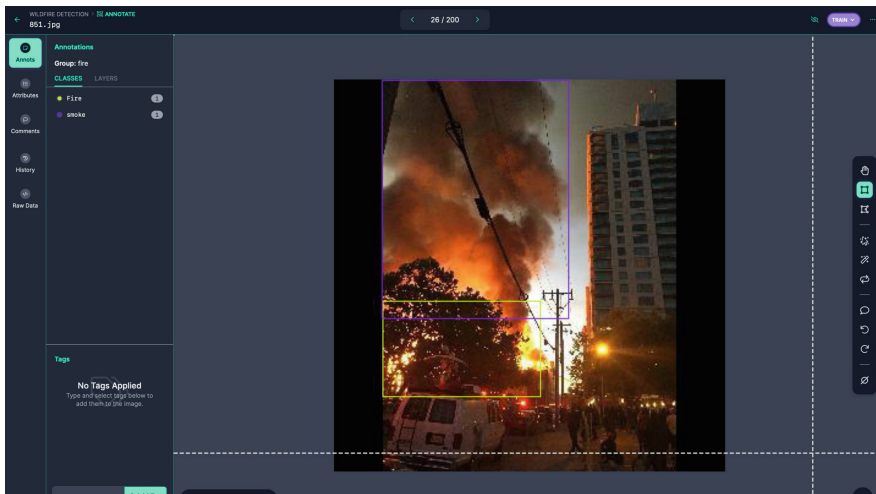 WILDFIRE DETECTION › ANNOTATE
851.jpg
26 / 200
TRAIN
Annots
Attributes
Comments
History
Raw Data
Annotations
Group: fire
CLASSES LAYERS
Fire 1
smoke 1
Tags
No Tags Applied
Type and select tags below to
add them to the image.